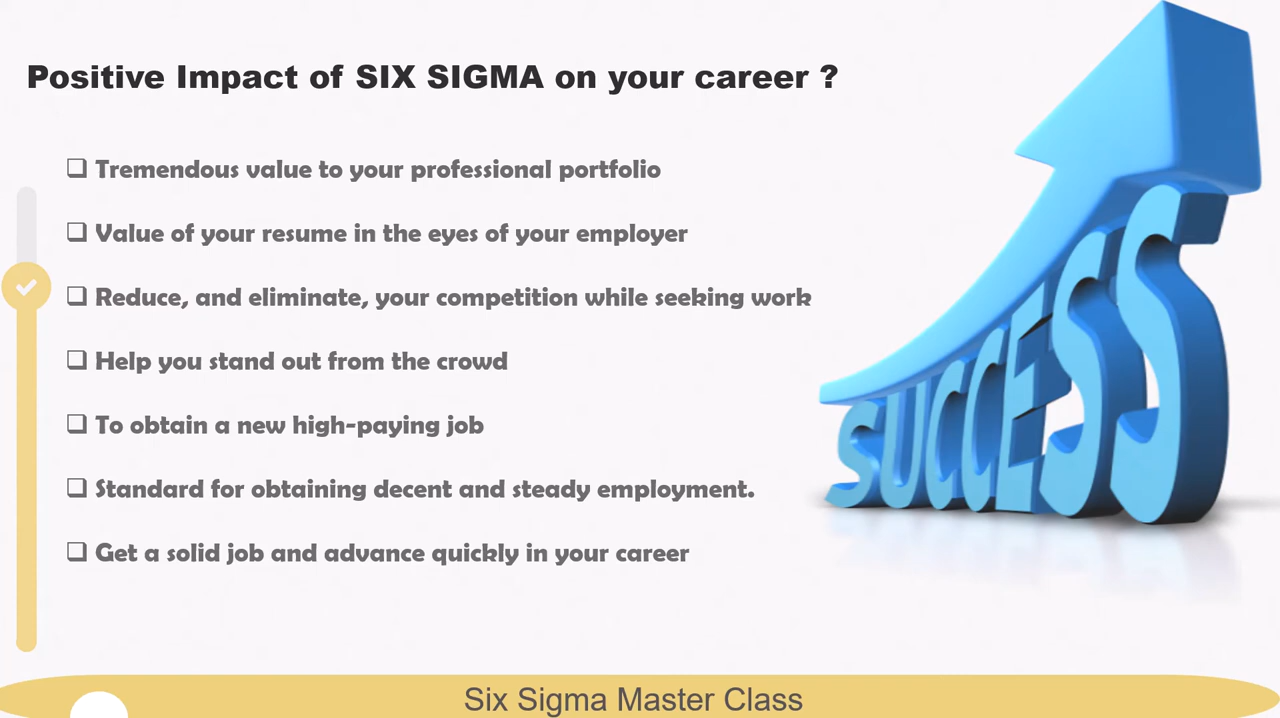 Positive Impact of SIX SIGMA on your career ?
❑ Tremendous value to your professional portfolio
❑ Value of your resume in the eyes of your employer
❑ Reduce, and eliminate, your competition while seeking work
❑ Help you stand out from the crowd
❑ To obtain a new high-paying job
❑ Standard for obtaining decent and steady employment.
❑ Get a solid job and advance quickly in your career
SUCCESS
Six Sigma Master Class